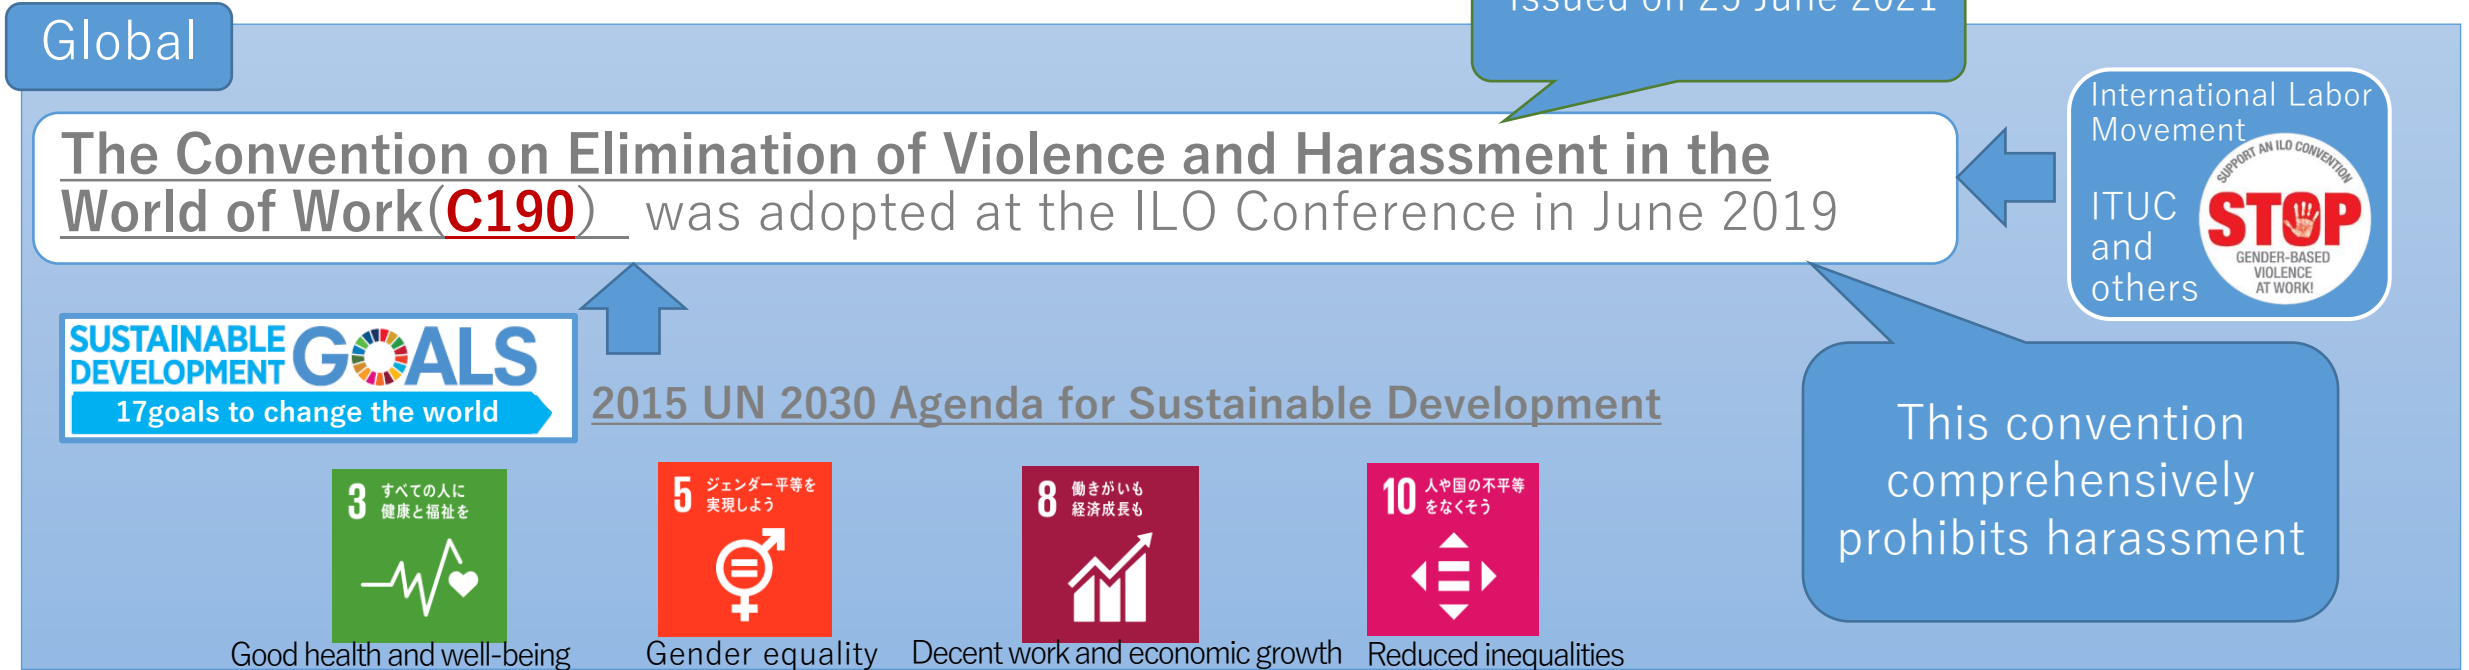 Issued on 25 June 2021
Global
International Labor
Movement
The Convention on Elimination of Violence and Harassment in the
World of Work(C190) was adopted at the ILO Conference in June 2019
ITUC
and
others
SUPPORT AN ILO CONVENTION
STOP
GENDER-BASED
VIOLENCE
AT WORK!
SUSTAINABLE
DEVELOPMENT
GOALS
17goals to change the world
2015 UN 2030 Agenda for Sustainable Development
This convention
comprehensively
prohibits harassment
3 すべての人に
健康と福祉を
5 ジェンダー平等を
実現しよう
8 働きがいも
経済成長も
10 人や国の不平等
をなくそう
Good health and well-being
Gender equality
Decent work and economic growth
Reduced inequalities